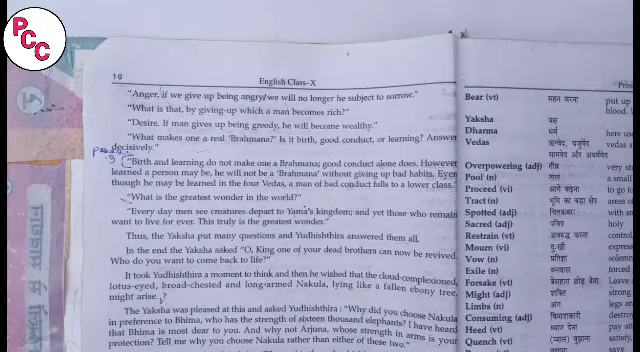 PCC
10
English Class-X
"Anger, if we give up being angry we will no longer he subject to sorrow."
"What is that, by giving-up which a man becomes rich?"
"Desire. If man gives up being greedy, he will become wealthy."
"What makes one a real 'Brahmana?' Is it birth, good conduct, or learning? Answer
decisively."
"Birth and learning do not make one a Brahmana; good conduct alone does. However
learned a person may be, he will not be a 'Brahmana' without giving up bad habits. Even
though he may be learned in the four Vedas, a man of bad conduct falls to a lower class."
"What is the greatest wonder in the world?"
"Every day men see creatures depart to Yama's kingdom; and yet those who remain
want to live for ever. This truly is the greatest wonder."
Thus, the Yaksha put many questions and Yudhishthira answered them all.
In the end the Yaksha asked "O, King one of your dead brothers can now be revived.
Who do you want to come back to life?"
It took Yudhishthira a moment to think and then he wished that the cloud-complexioned,
lotus-eyed, broad-chested and long-armed Nakula, lying like a fallen ebony tree,
might arise.
The Yaksha was pleased at this and asked Yudhishthira : "Why did you choose Nakula
in preference to Bhima, who has the strength of sixteen thousand elephants? I have heard
that Bhima is most dear to you. And why not Arjuna, whose strength in arms is your
protection? Tell me why you choose Nakula rather than either of these two."
Bear (vt) सहन करना put up
blood.
Yaksha यक्ष
Dharma धर्म here use
Vedas ऋग्वेद, यजुर्वेद vedas a
सामवेद और अथर्ववेद
Overpowering (adj) तीव्र very st
Pool (n) a small
Proceed (vi) आगे बढ़ना to go fo
Tract (n) भूमि का बड़ा क्षेत्र areas o
Spotted (adj) चितकबरा with s
Sacred (adj) पवित्र holy
Restrain (vt) अवरुद्ध करना control
Mourn (vi) दुःखी expres
Vow (n) प्रतिज्ञा solemn
Exile (n) बनवास forced
Forsake (vt) बेसहारा छोड़ देना Leave
Might (adj) शक्ति strong
Limbs (n) अंग legs an
Consuming (adj) विनाशकारी destro
Heed (vt) ध्यान देना pay att
Quench (vt) (प्यास) बुझाना satisfy
save